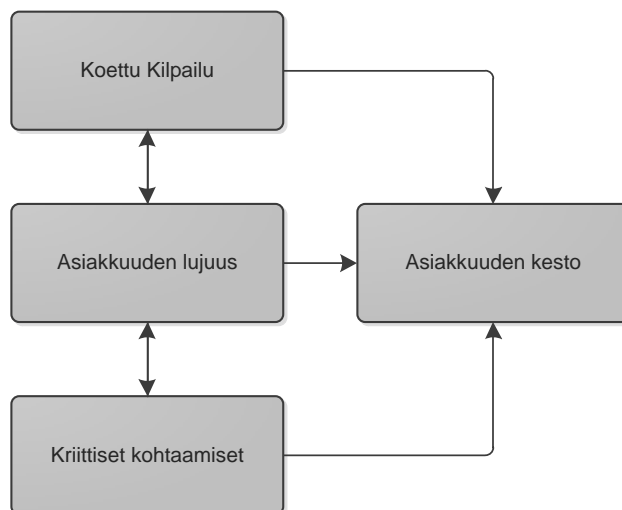 Koettu Kilpailu
Asiakkuuden lujuus
Asiakkuuden kesto
Kriittiset kohtaamiset